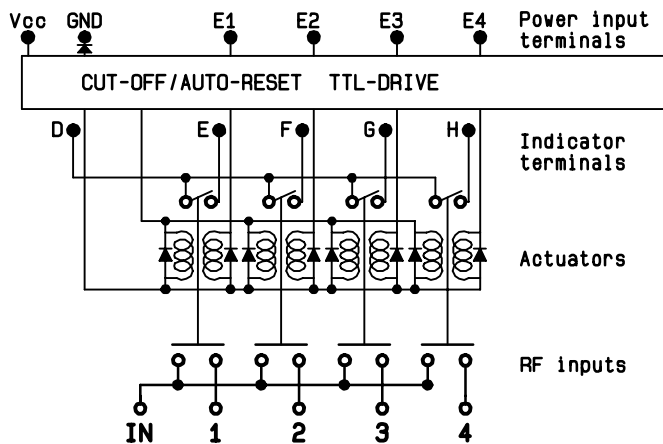 Vcc GND E1 E2 E3 E4 Power input
terminals
CUT-OFF/AUTO-RESET TTL-DRIVE
D E F G H Indicator
terminals
Actuators
RF inputs
IN 1 2 3 4